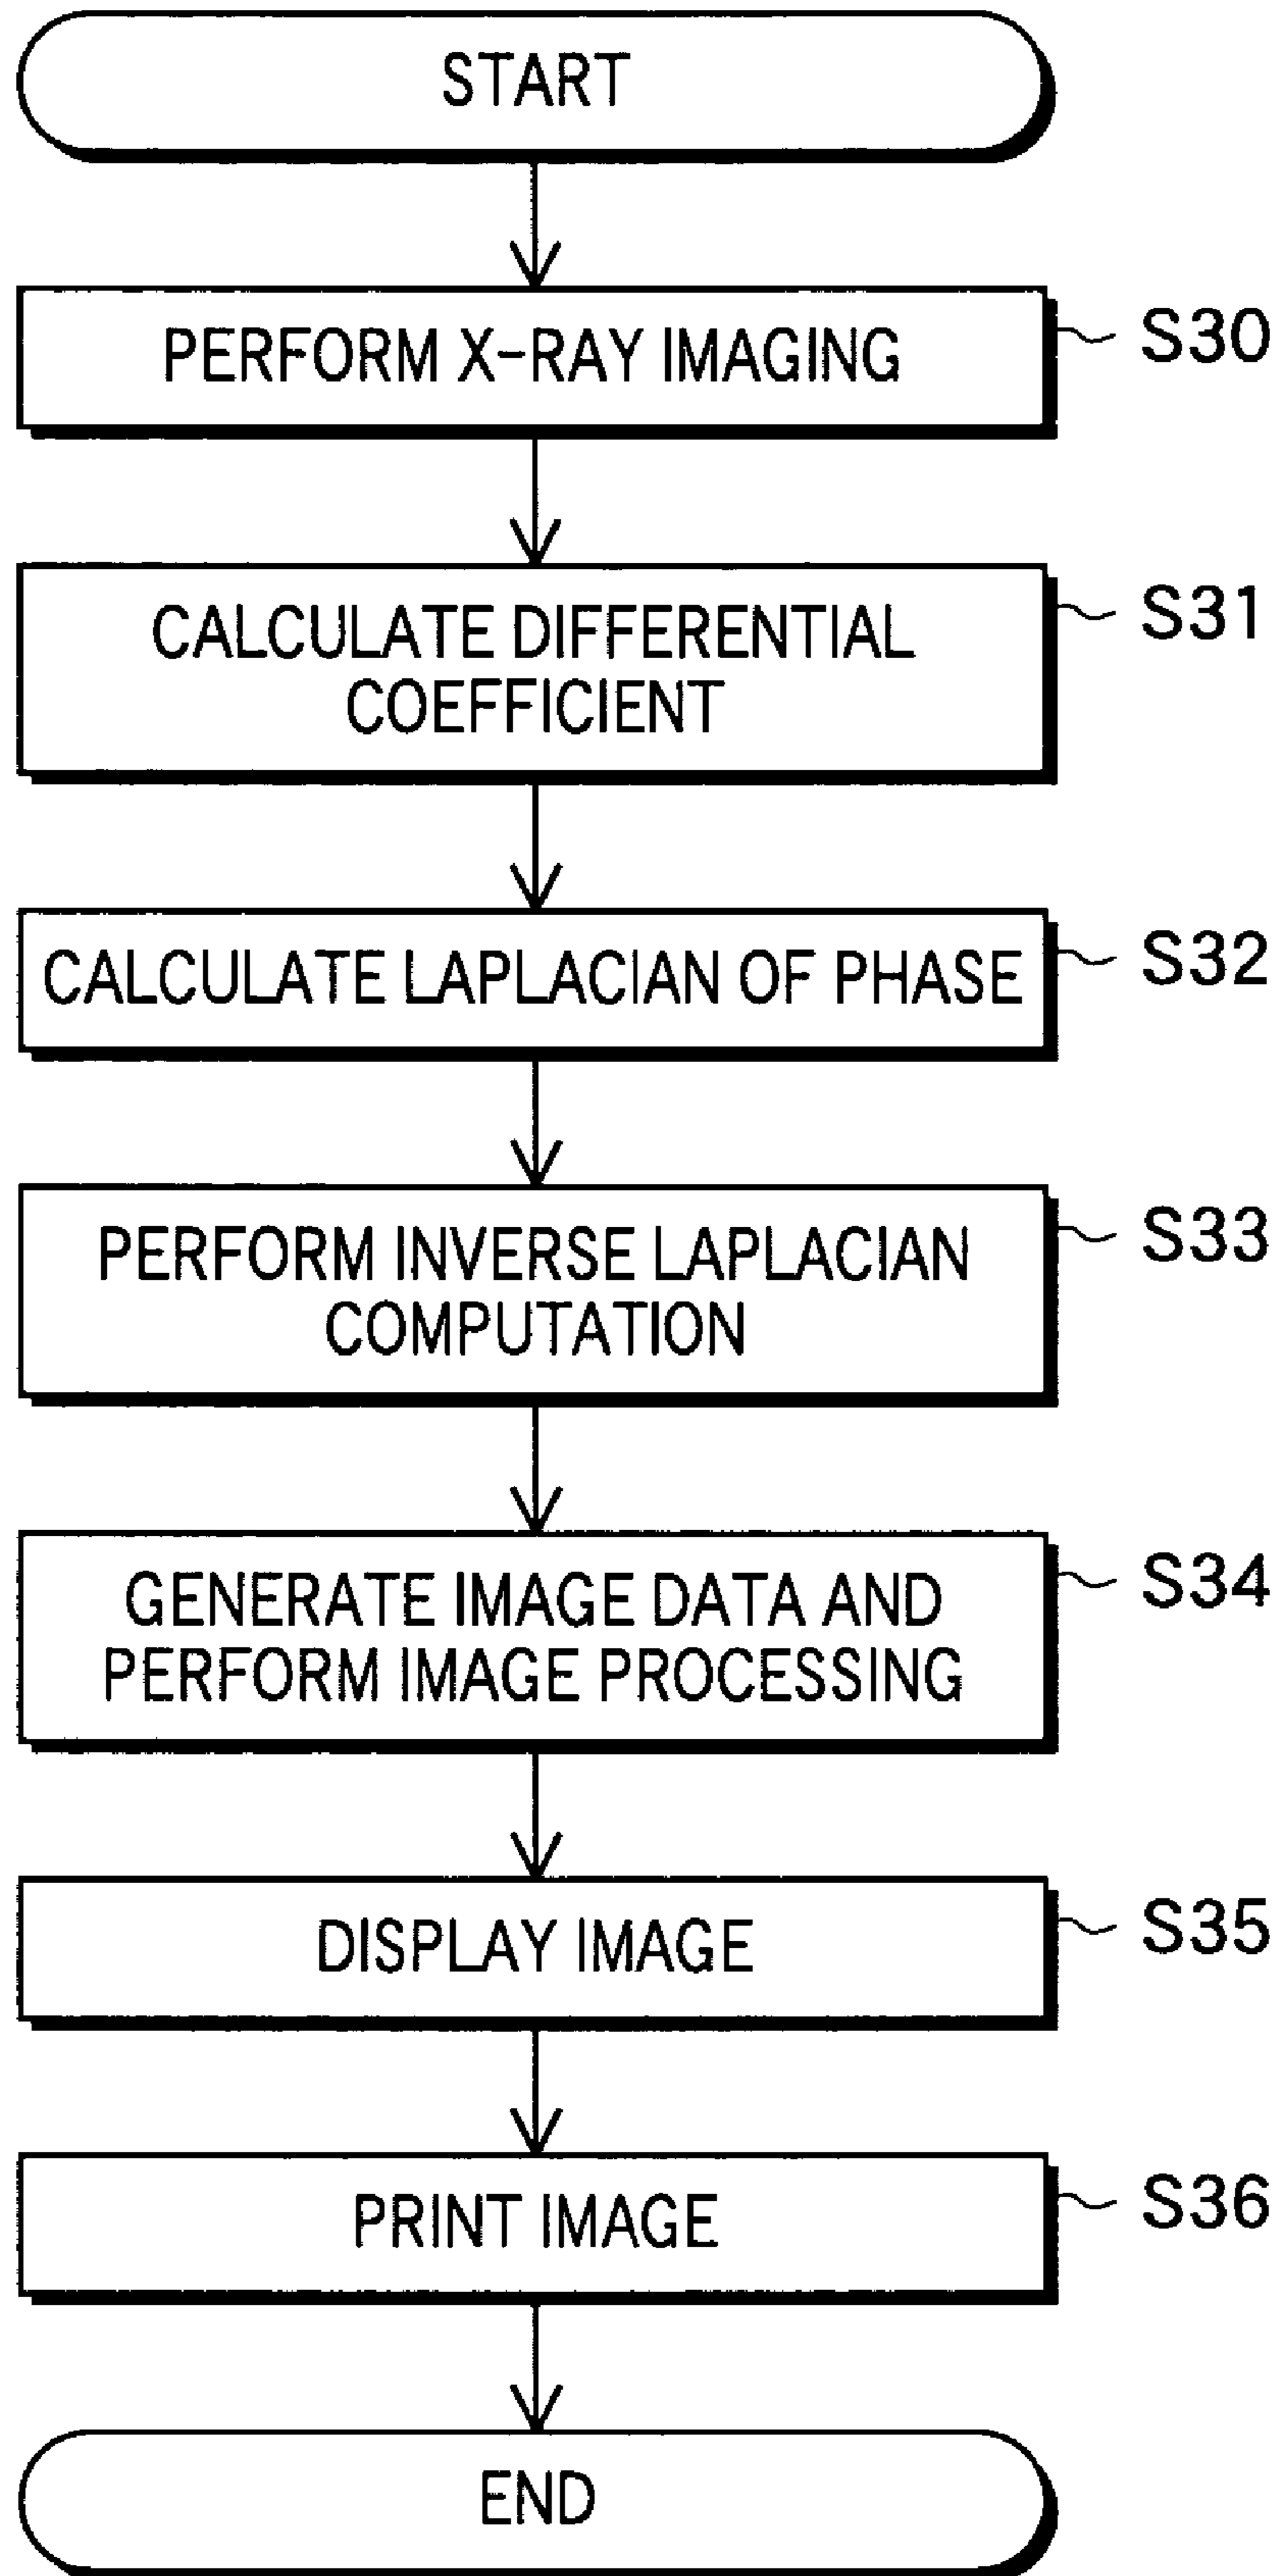 START
PERFORM X-RAY IMAGING
S30
CALCULATE DIFFERENTIAL
COEFFICIENT
S31
CALCULATE LAPLACIAN OF PHASE
S32
PERFORM INVERSE LAPLACIAN
COMPUTATION
S33
GENERATE IMAGE DATA AND
PERFORM IMAGE PROCESSING
S34
DISPLAY IMAGE
S35
PRINT IMAGE
S36
END